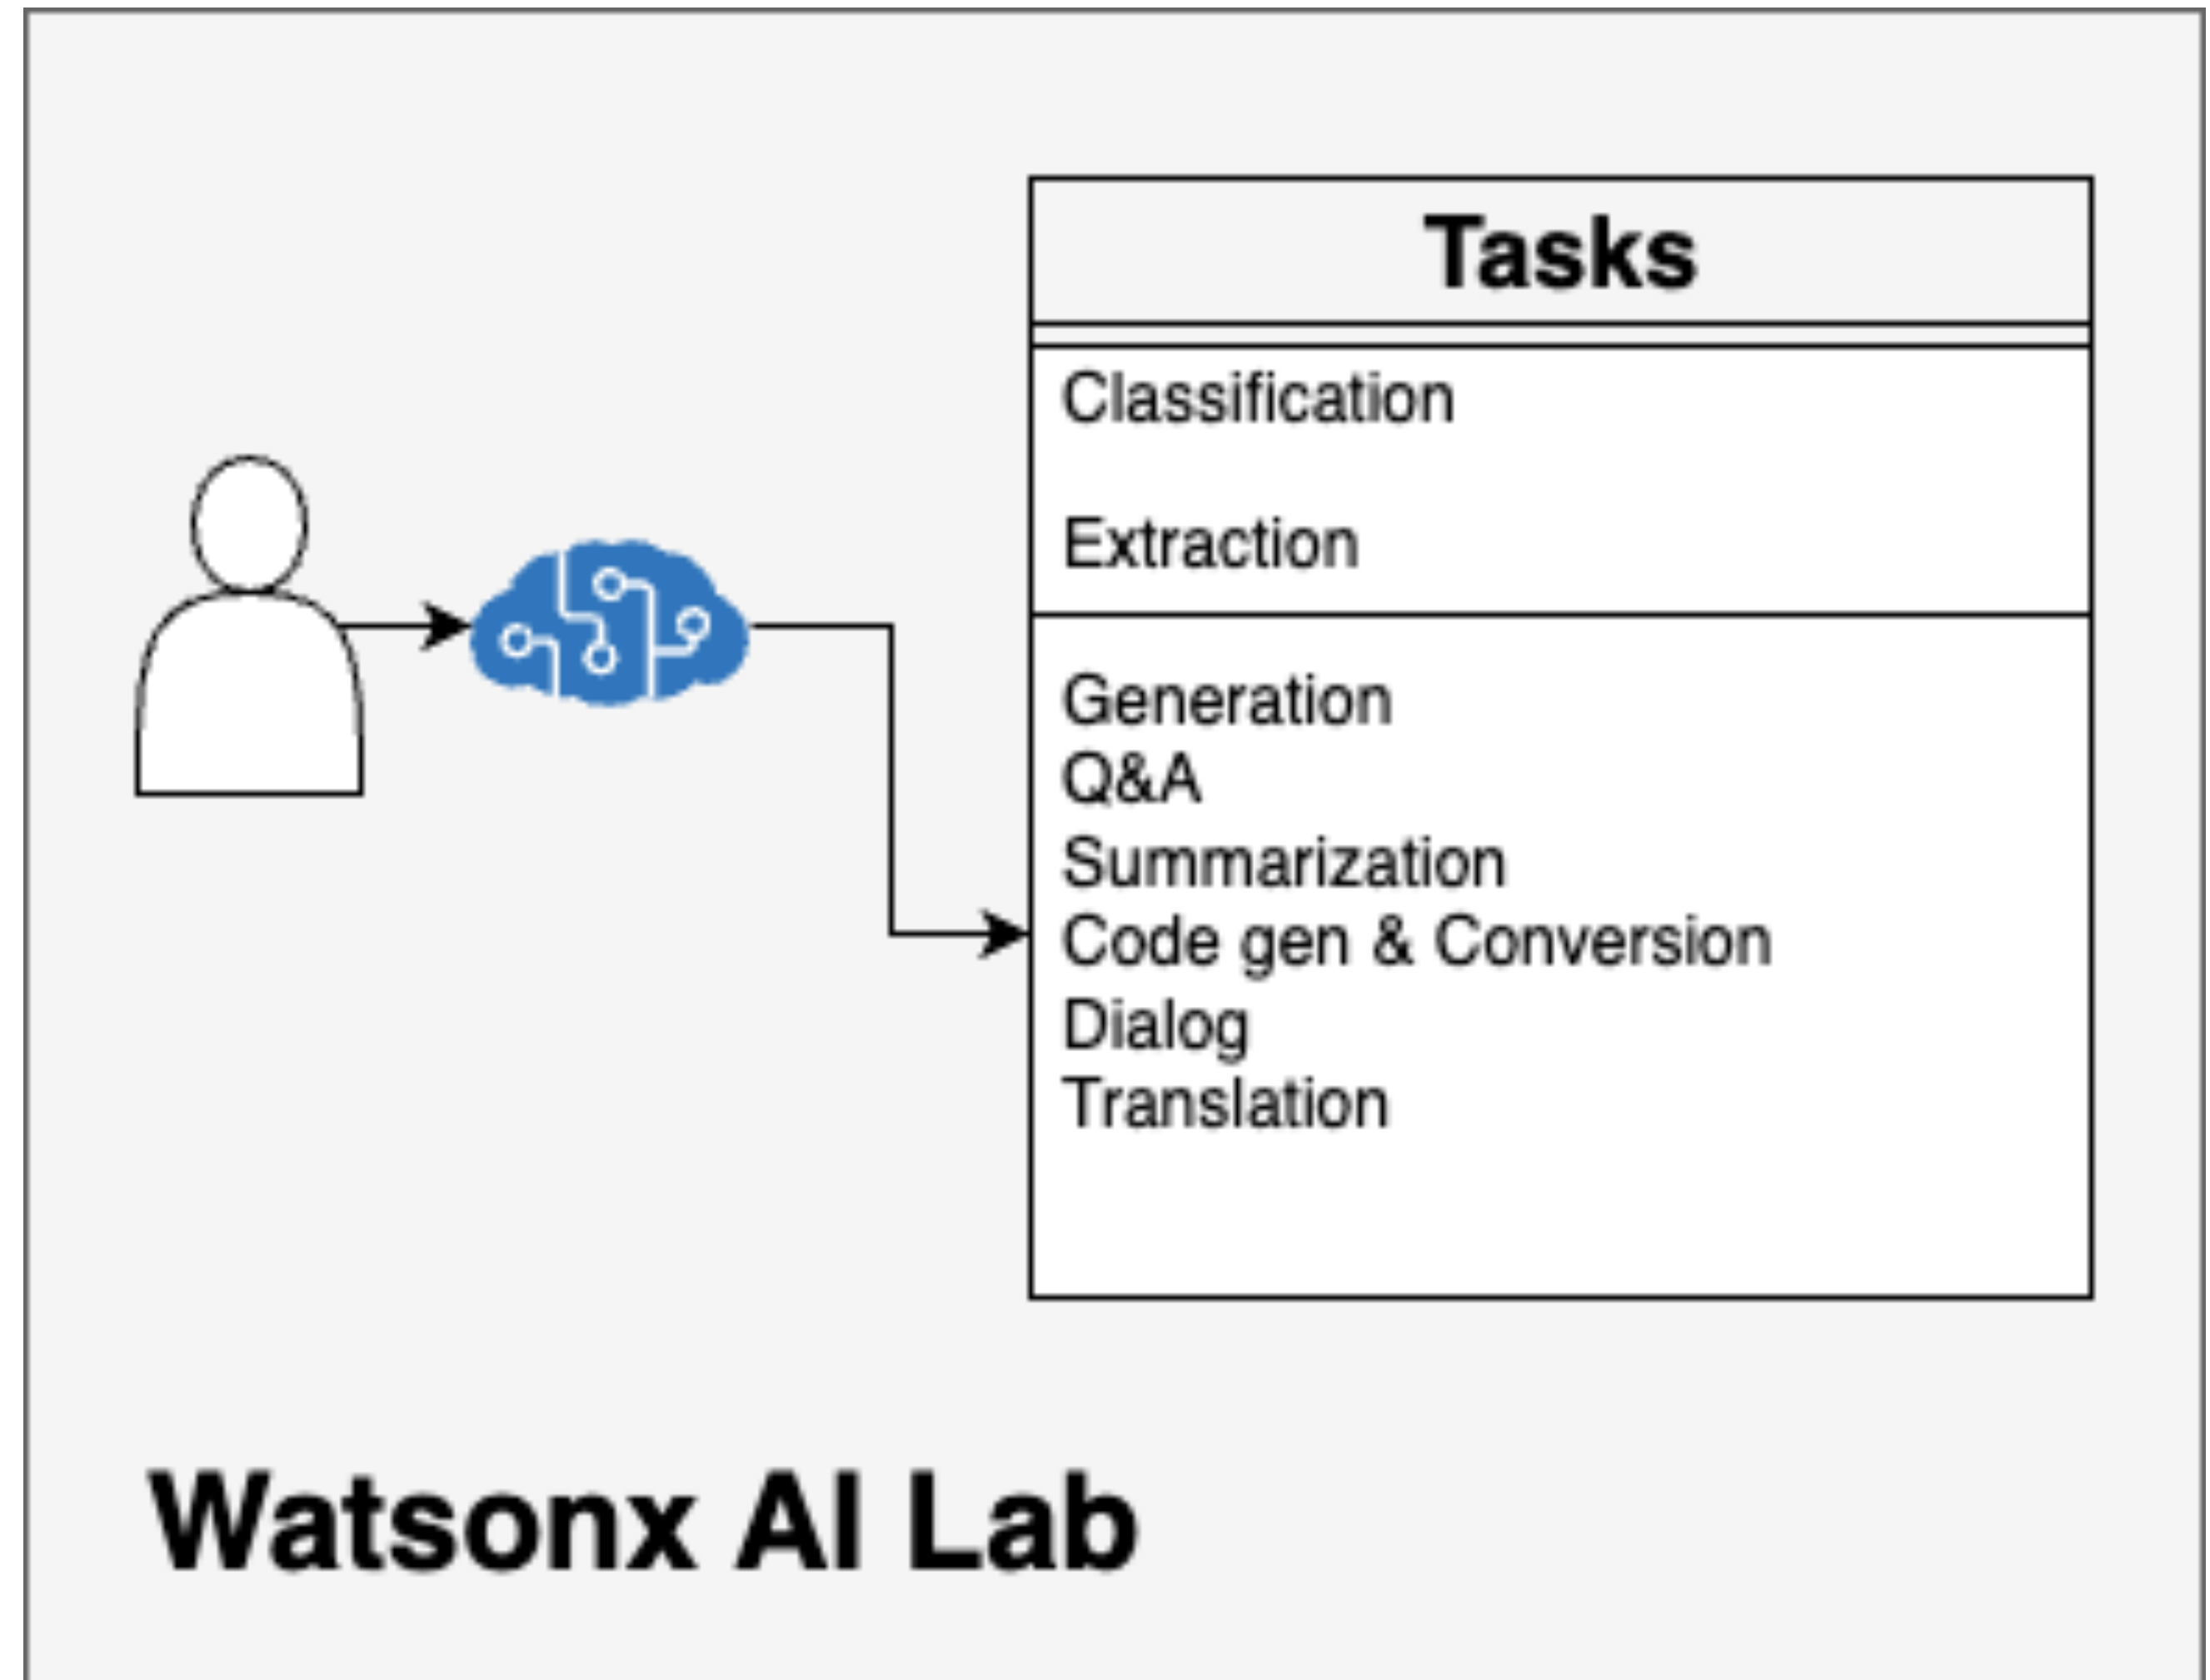 Tasks
Classification
Extraction
Generation
Q&A
Summarization
Code gen & Conversion
Dialog
Translation
Watsonx AI Lab